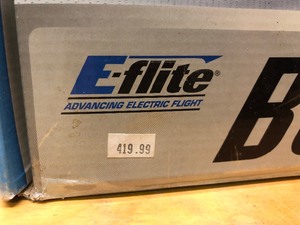 E-flite®
ADVANCING ELECTRIC FLIGHT
419.99